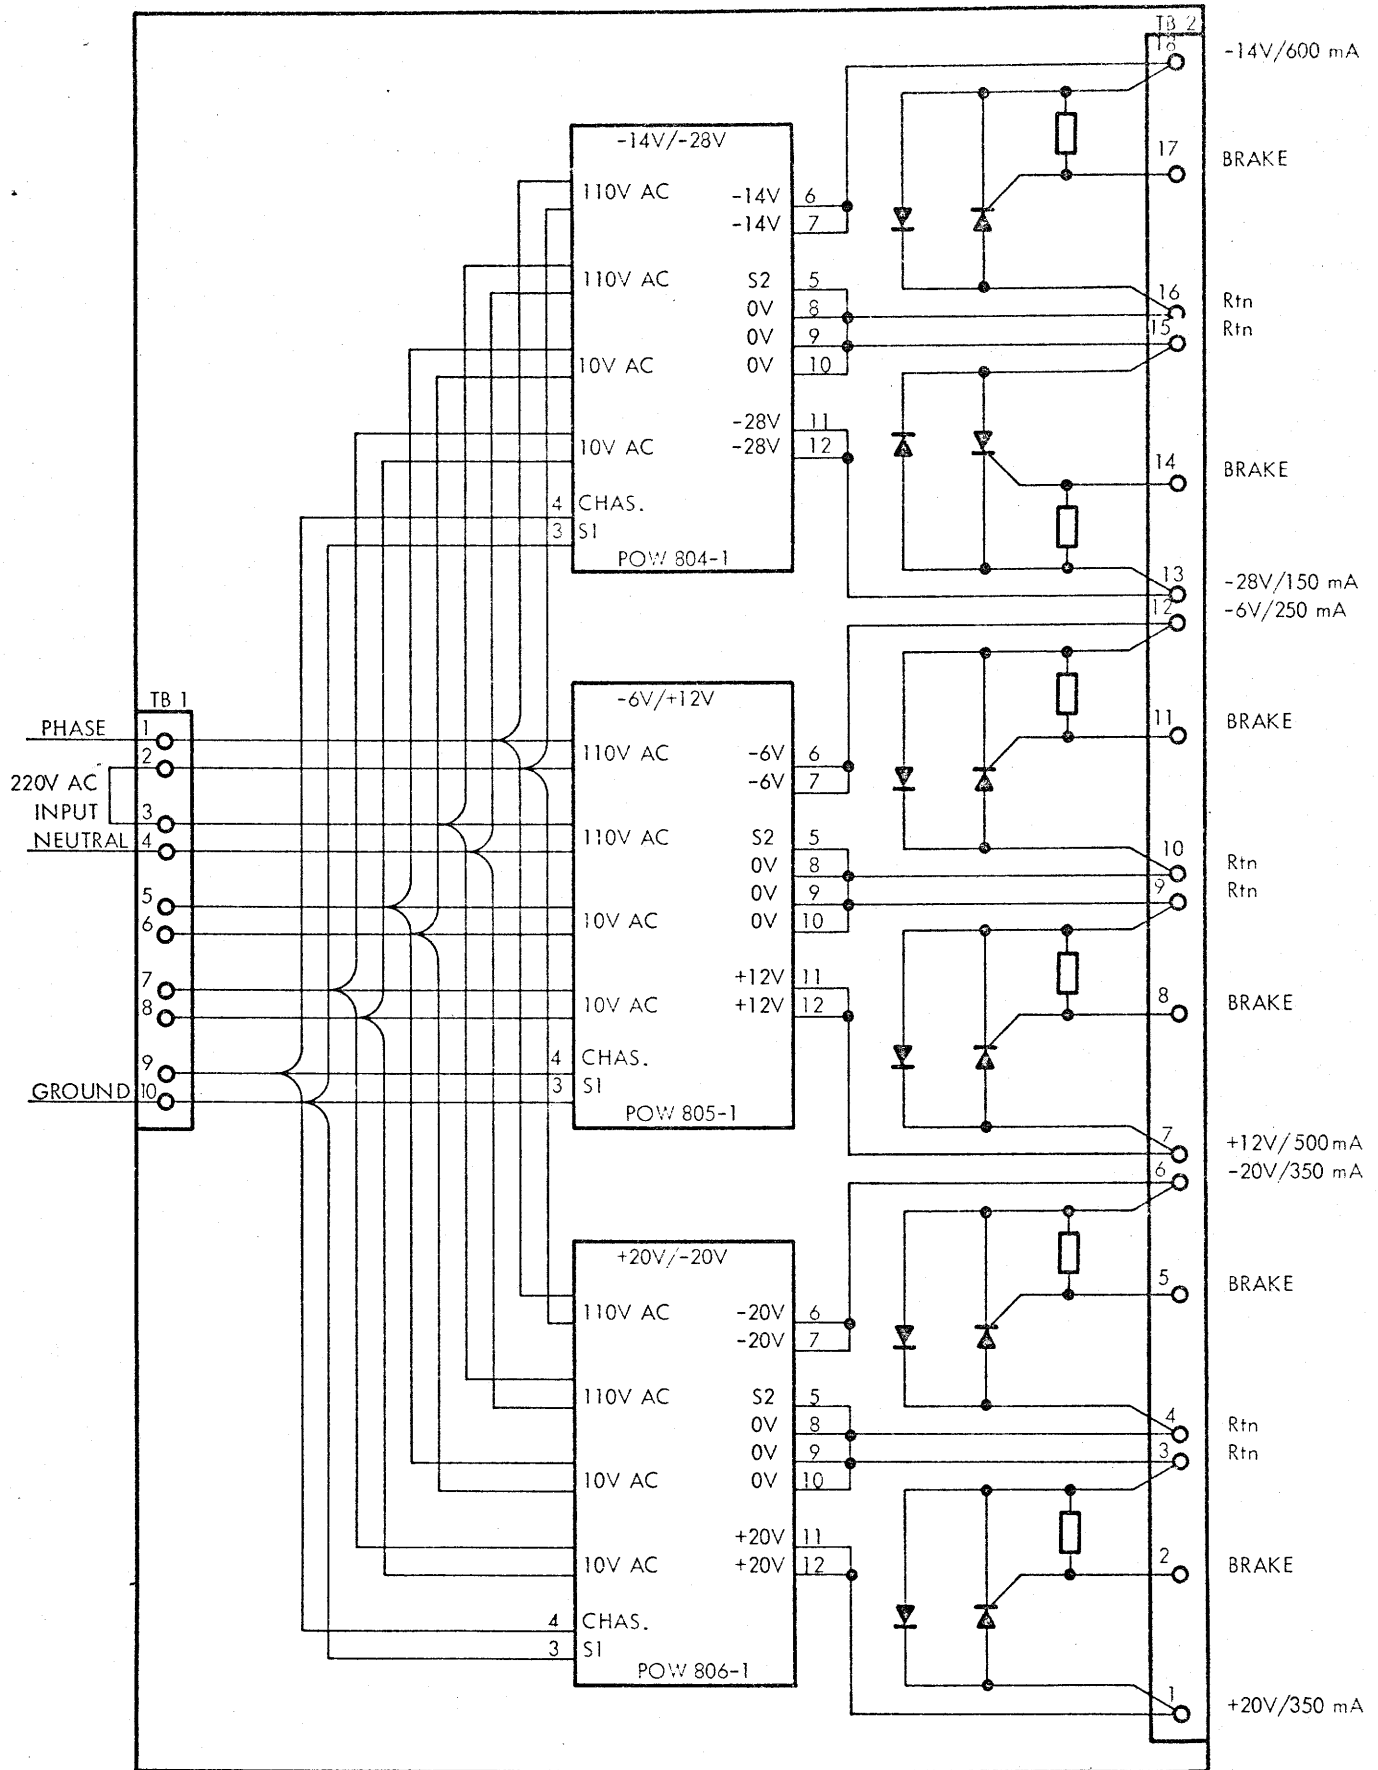 TB 2
18
-14V/600 mA
17
BRAKE
16
Rtn
15
Rtn
14
BRAKE
13
-28V/150 mA
12
-6V/250 mA
11
BRAKE
10
Rtn
9
Rtn
8
BRAKE
7
+12V/500mA
6
-20V/350 mA
5
BRAKE
4
Rtn
3
Rtn
2
BRAKE
1
+20V/350 mA
-14V/-28V
110V AC
110V AC
10V AC
10V AC
4 CHAS.
3 S1
-14V 6
-14V 7
S2 5
0V 8
0V 9
0V 10
-28V 11
-28V 12
POW 804-1
TB 1
PHASE 1
2
220V AC
INPUT 3
NEUTRAL 4
5
6
7
8
9
GROUND 10
-6V/+12V
110V AC
110V AC
10V AC
10V AC
4 CHAS.
3 S1
-6V 6
-6V 7
S2 5
0V 8
0V 9
0V 10
+12V 11
+12V 12
POW 805-1
+20V/-20V
110V AC
110V AC
10V AC
10V AC
4 CHAS.
3 S1
-20V 6
-20V 7
S2 5
0V 8
0V 9
0V 10
+20V 11
+20V 12
POW 806-1